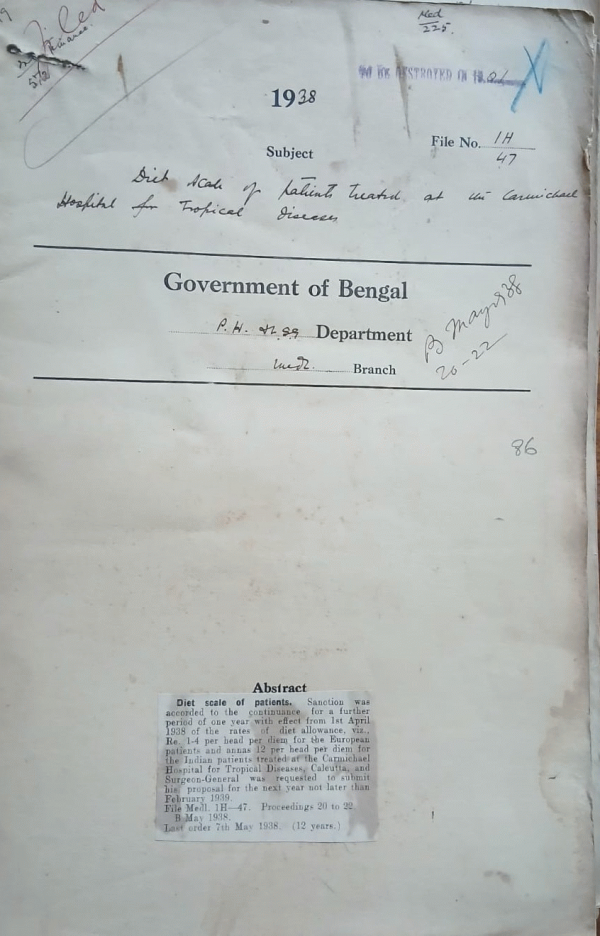 Filed
Med
225.
TO BE DESTROYED IN
1938
File No. 1H
47
Subject
Diet scale of patients treated at the Carmichael
Hospital for Tropical Diseases
Government of Bengal
P. H. Department
Medl. Branch
B May 1938
20-22
86
Abstract
Diet scale of patients. Sanction was
accorded to the continuance for a further
period of one year with effect from 1st April
1938 of the rates of diet allowance, viz.,
Re. 1-4 per head per diem for the European
patients and annas 12 per head per diem for
the Indian patients treated at the Carmichael
Hospital for Tropical Diseases, Calcutta, and
Surgeon-General was requested to submit
his proposal for the next year not later than
February 1939.
File Medl. 1H—47. Proceedings 20 to 22
B May 1938.
Last order 7th May 1938. (12 years.)